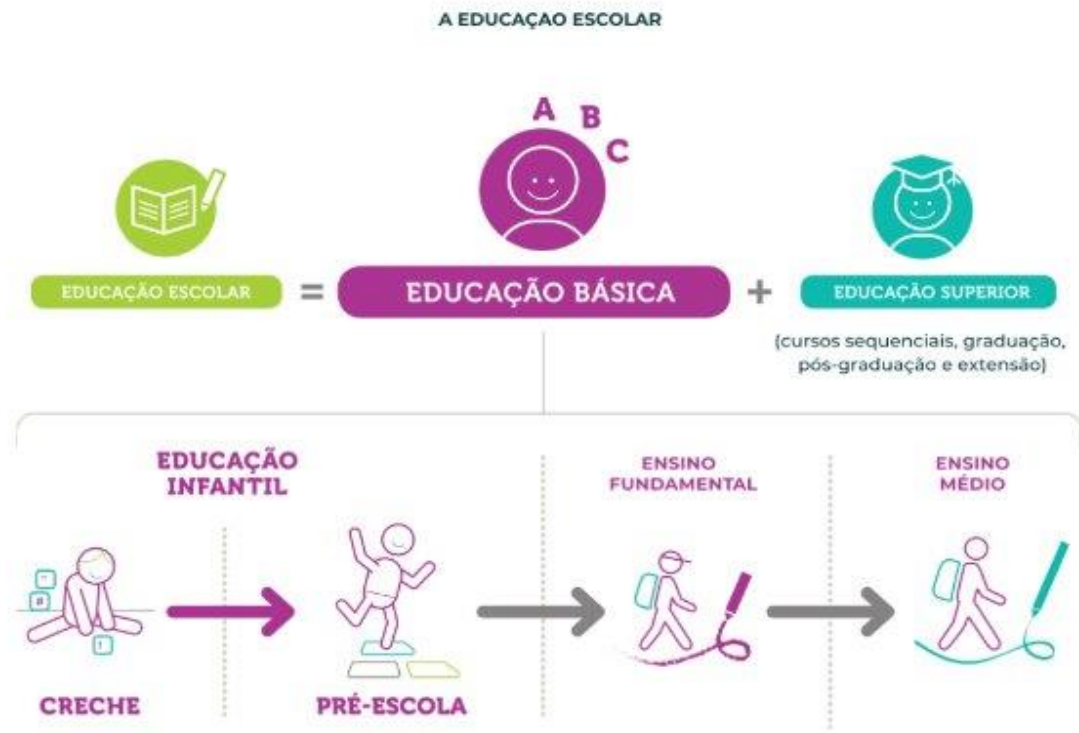 A EDUCAÇAO ESCOLAR
A B C
EDUCAÇÃO ESCOLAR = EDUCAÇÃO BÁSICA + EDUCAÇÃO SUPERIOR
(cursos sequenciais, graduação,
pós-graduação e extensão)
EDUCAÇÃO
INFANTIL
ENSINO
FUNDAMENTAL
ENSINO
MÉDIO
CRECHE
PRÉ-ESCOLA